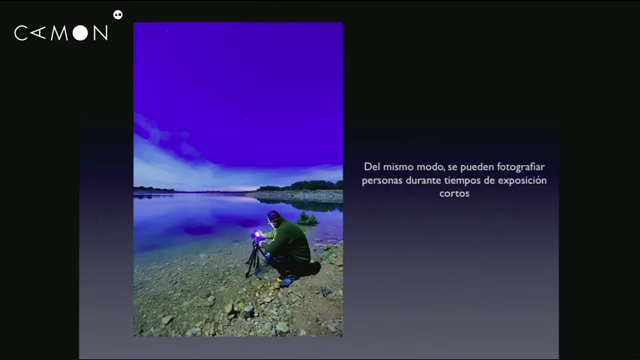 CAMON
Del mismo modo, se pueden fotografiar
personas durante tiempos de exposición
cortos